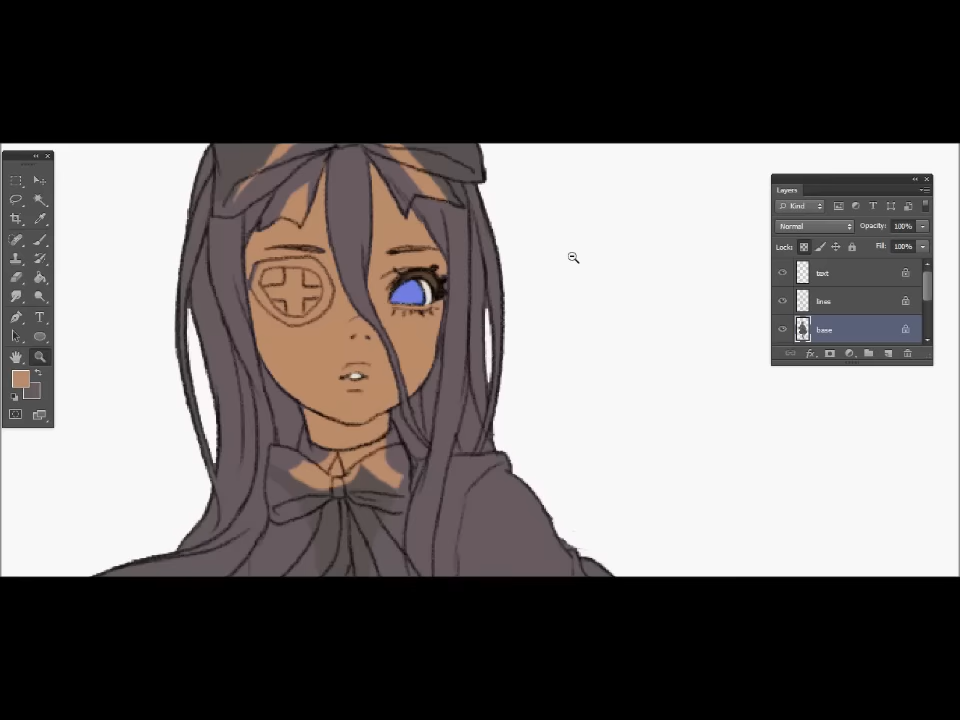 Layers
Kind
Normal
Opacity: 100%
Lock:
Fill: 100%
text
lines
base